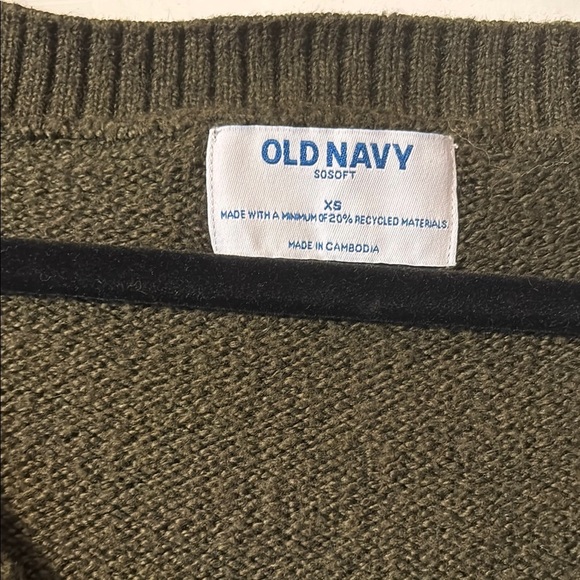 OLD NAVY
SOSOFT
XS
MADE WITH A MINIMUM OF 20% RECYCLED MATERIALS.
MADE IN CAMBODIA